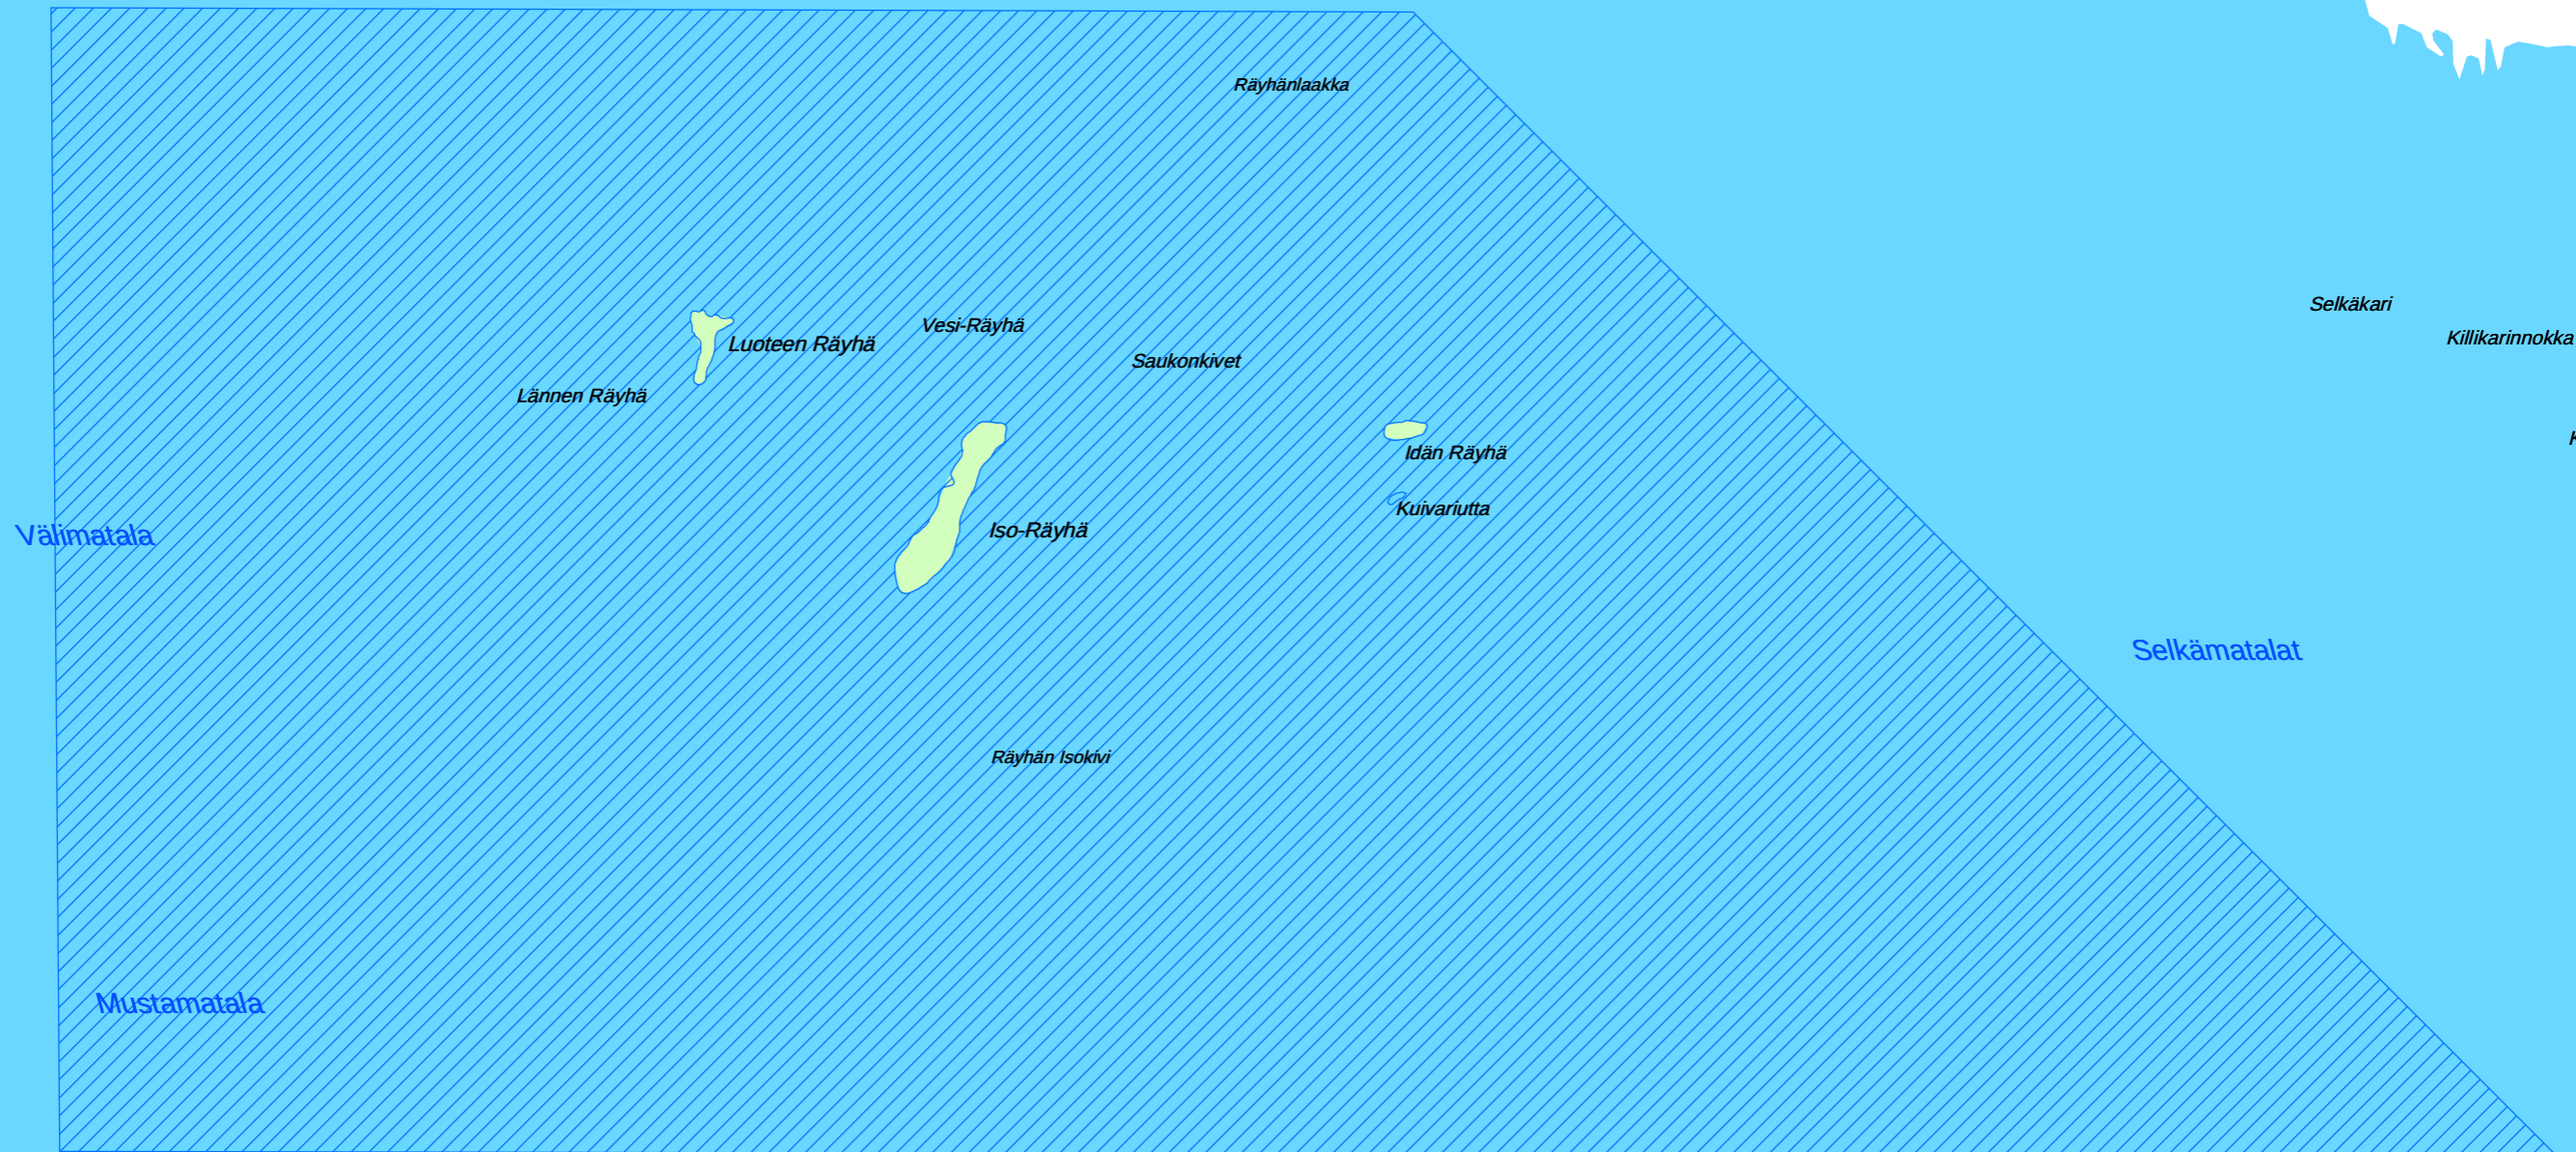 Räyhänlaakka
Selkäkari
Vesi-Räyhä
Killikarinnokka
Luoteen Räyhä
Saukonkivet
Lännen Räyhä
Idän Räyhä
Kuivariutta
Iso-Räyhä
Välimatala
Selkämatalat
Räyhän Isokivi
Mustamatala